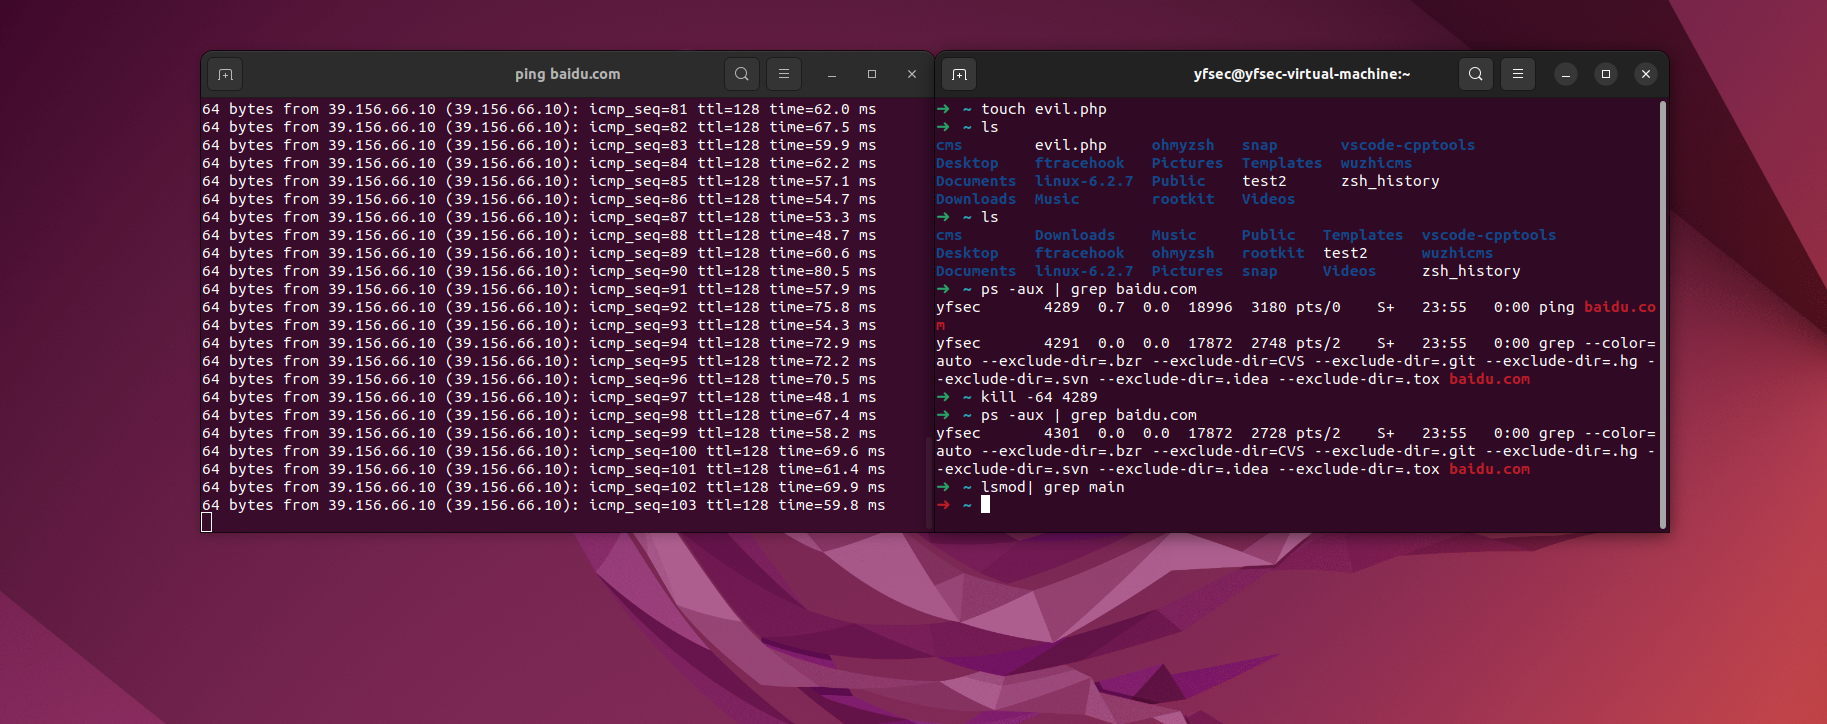 ping baidu.com
64 bytes from 39.156.66.10 (39.156.66.10): icmp_seq=81 ttl=128 time=62.0 ms
64 bytes from 39.156.66.10 (39.156.66.10): icmp_seq=82 ttl=128 time=67.5 ms
64 bytes from 39.156.66.10 (39.156.66.10): icmp_seq=83 ttl=128 time=59.9 ms
64 bytes from 39.156.66.10 (39.156.66.10): icmp_seq=84 ttl=128 time=62.2 ms
64 bytes from 39.156.66.10 (39.156.66.10): icmp_seq=85 ttl=128 time=57.1 ms
64 bytes from 39.156.66.10 (39.156.66.10): icmp_seq=86 ttl=128 time=54.7 ms
64 bytes from 39.156.66.10 (39.156.66.10): icmp_seq=87 ttl=128 time=53.3 ms
64 bytes from 39.156.66.10 (39.156.66.10): icmp_seq=88 ttl=128 time=48.7 ms
64 bytes from 39.156.66.10 (39.156.66.10): icmp_seq=89 ttl=128 time=60.6 ms
64 bytes from 39.156.66.10 (39.156.66.10): icmp_seq=90 ttl=128 time=80.5 ms
64 bytes from 39.156.66.10 (39.156.66.10): icmp_seq=91 ttl=128 time=57.9 ms
64 bytes from 39.156.66.10 (39.156.66.10): icmp_seq=92 ttl=128 time=75.8 ms
64 bytes from 39.156.66.10 (39.156.66.10): icmp_seq=93 ttl=128 time=54.3 ms
64 bytes from 39.156.66.10 (39.156.66.10): icmp_seq=94 ttl=128 time=72.9 ms
64 bytes from 39.156.66.10 (39.156.66.10): icmp_seq=95 ttl=128 time=72.2 ms
64 bytes from 39.156.66.10 (39.156.66.10): icmp_seq=96 ttl=128 time=70.5 ms
64 bytes from 39.156.66.10 (39.156.66.10): icmp_seq=97 ttl=128 time=48.1 ms
64 bytes from 39.156.66.10 (39.156.66.10): icmp_seq=98 ttl=128 time=67.4 ms
64 bytes from 39.156.66.10 (39.156.66.10): icmp_seq=99 ttl=128 time=58.2 ms
64 bytes from 39.156.66.10 (39.156.66.10): icmp_seq=100 ttl=128 time=69.6 ms
64 bytes from 39.156.66.10 (39.156.66.10): icmp_seq=101 ttl=128 time=61.4 ms
64 bytes from 39.156.66.10 (39.156.66.10): icmp_seq=102 ttl=128 time=69.9 ms
64 bytes from 39.156.66.10 (39.156.66.10): icmp_seq=103 ttl=128 time=59.8 ms
yfsec@yfsec-virtual-machine:~
➜ ~ touch evil.php
➜ ~ ls
cms evil.php ohmyzsh snap vscode-cpptools
Desktop ftracehook Pictures Templates wuzhicms
Documents linux-6.2.7 Public test2 zsh_history
Downloads Music rootkit Videos
➜ ~ ls
cms Downloads Music Public Templates vscode-cpptools
Desktop ftracehook ohmyzsh rootkit test2 wuzhicms
Documents linux-6.2.7 Pictures snap Videos zsh_history
➜ ~ ps -aux | grep baidu.com
yfsec 4289 0.7 0.0 18996 3180 pts/0 S+ 23:55 0:00 ping baidu.co
m
yfsec 4291 0.0 0.0 17872 2748 pts/2 S+ 23:55 0:00 grep --color=
auto --exclude-dir=.bzr --exclude-dir=CVS --exclude-dir=.git --exclude-dir=.hg -
-exclude-dir=.svn --exclude-dir=.idea --exclude-dir=.tox baidu.com
➜ ~ kill -64 4289
➜ ~ ps -aux | grep baidu.com
yfsec 4301 0.0 0.0 17872 2728 pts/2 S+ 23:55 0:00 grep --color=
auto --exclude-dir=.bzr --exclude-dir=CVS --exclude-dir=.git --exclude-dir=.hg -
-exclude-dir=.svn --exclude-dir=.idea --exclude-dir=.tox baidu.com
➜ ~ lsmod| grep main
➜ ~